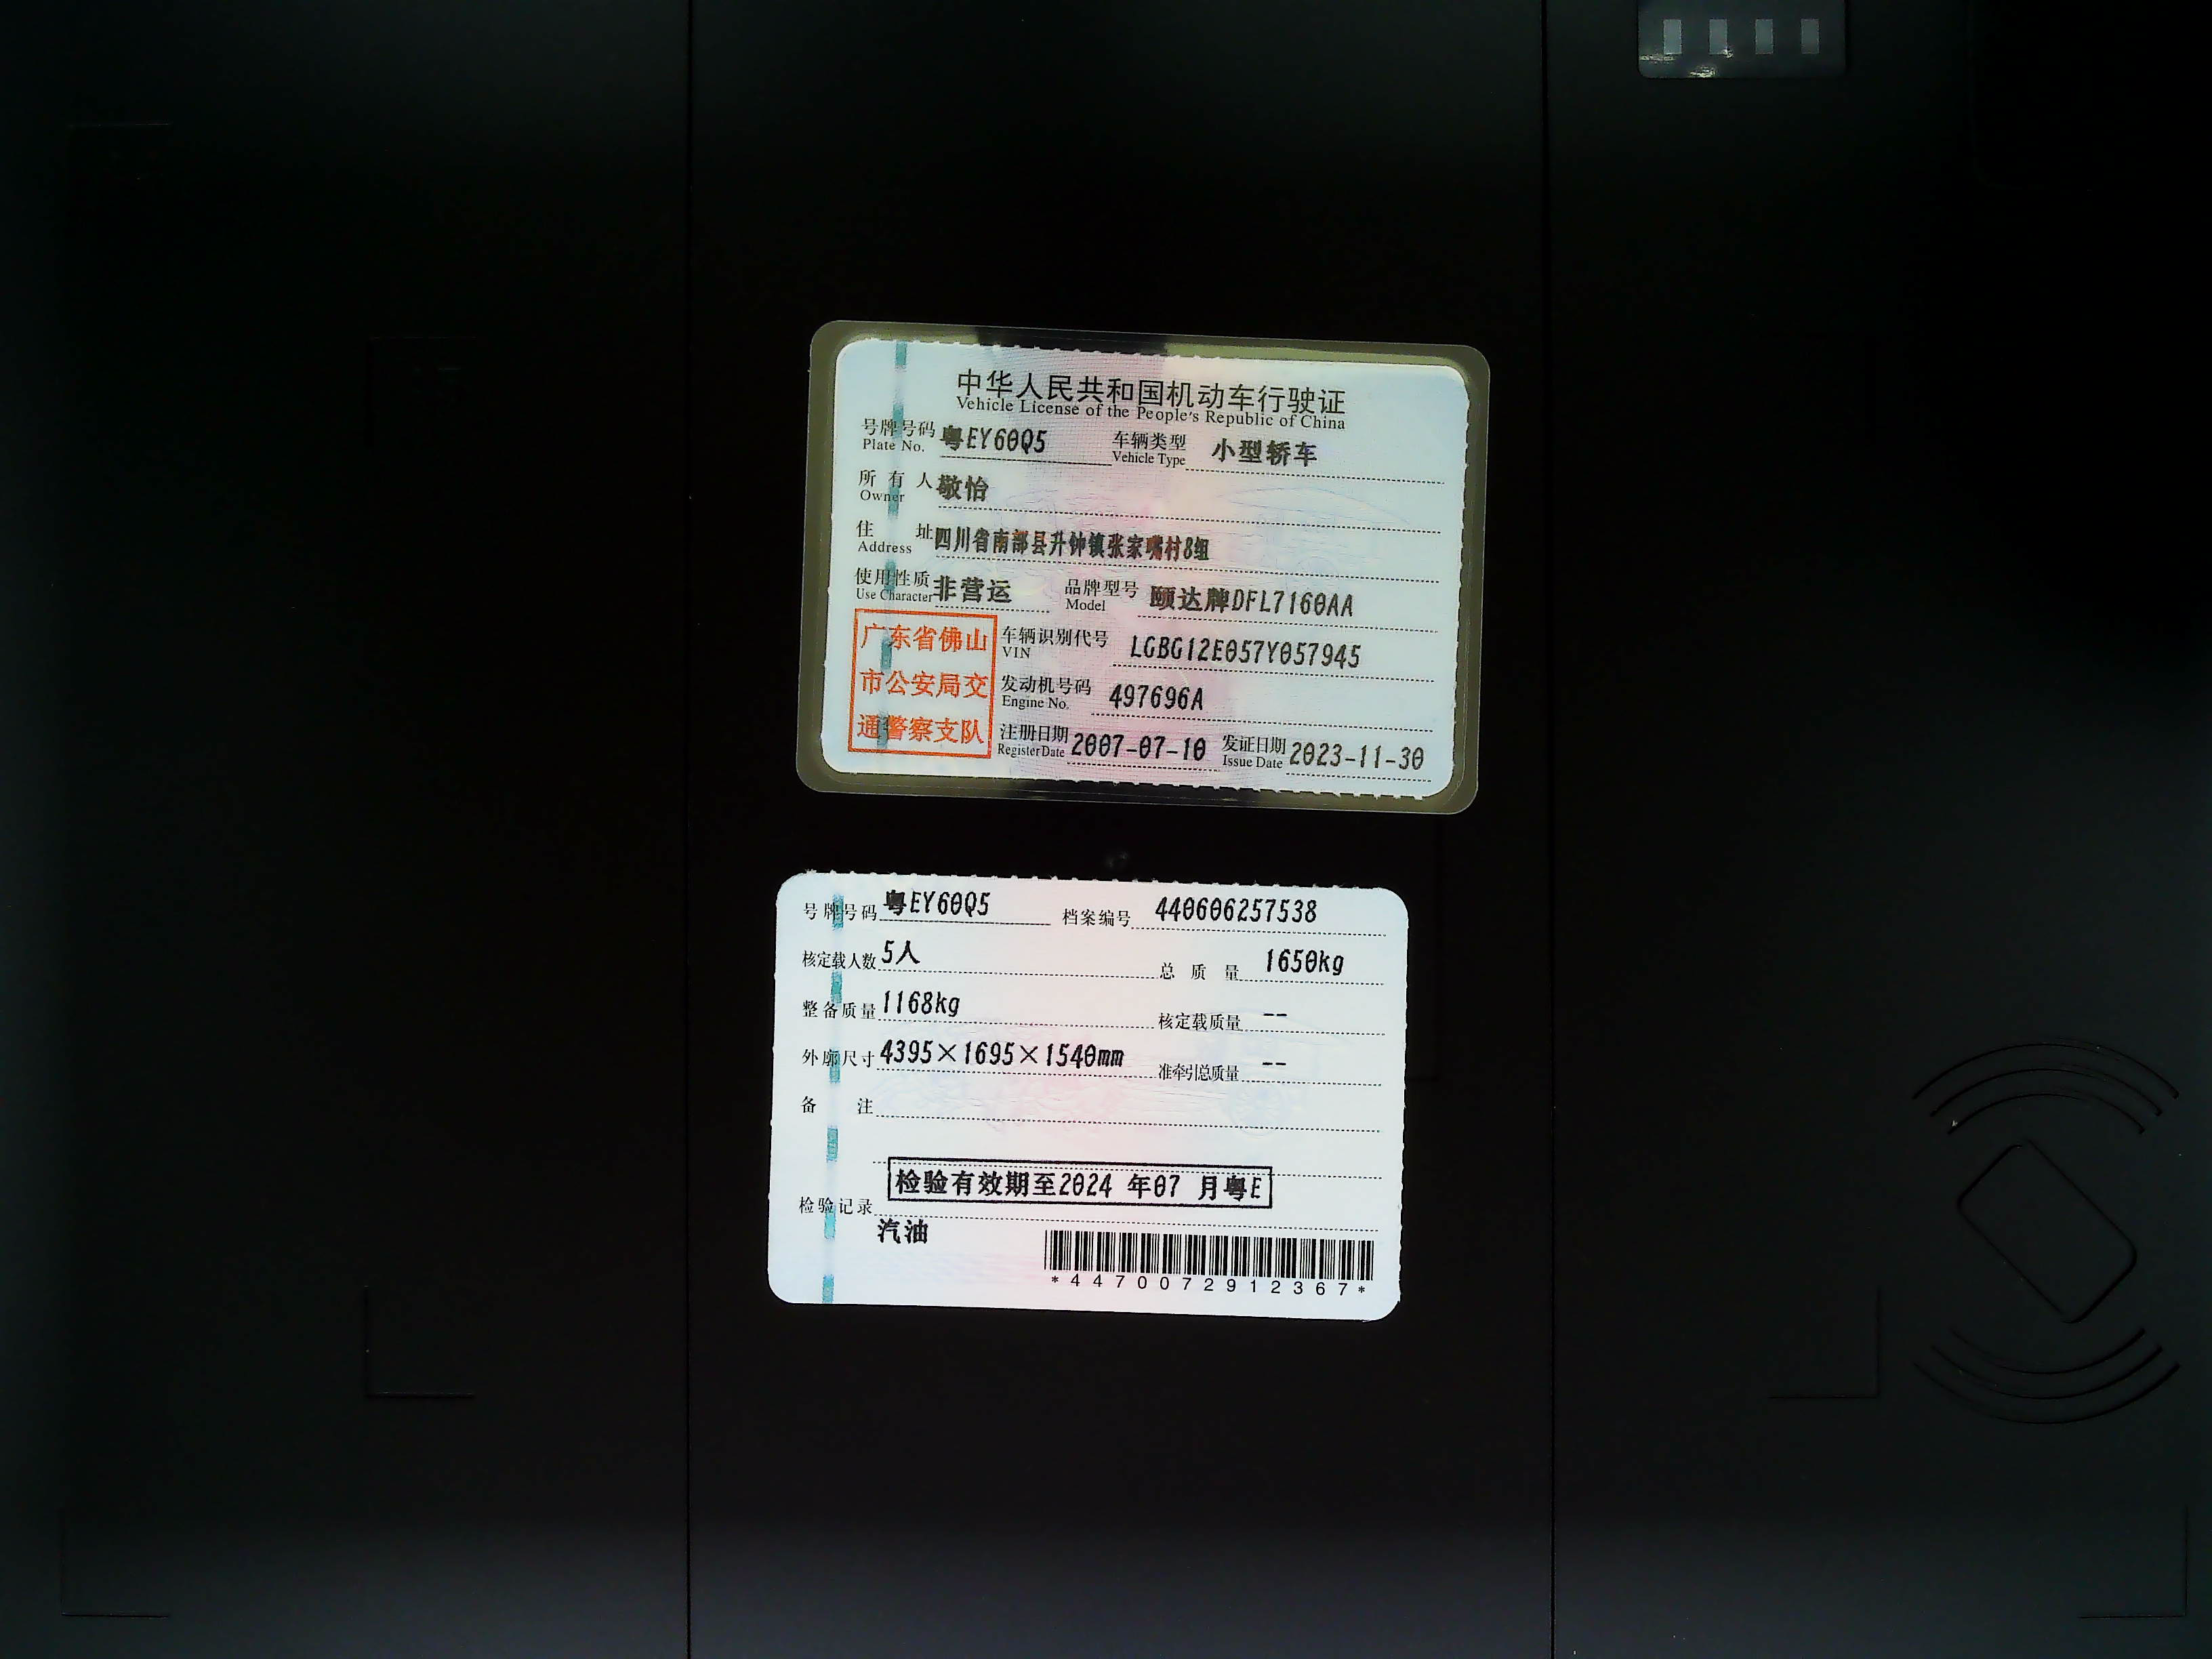 中华人民共和国机动车行驶证
Vehicle License of the People's Republic of China
号牌号码 粤EY60Q5 车辆类型 小型轿车
Plate No. Vehicle Type
所有人 敬怡
Owner
住址 四川省南部县升钟镇张家嘴村8组
Address
使用性质 非营运 品牌型号 颐达牌DFL7160AA
Use Character Model
广东省佛山
市公安局交
通警察支队
车辆识别代号 LGBG12E057Y057945
VIN
发动机号码 497696A
Engine No.
注册日期 2007-07-10 发证日期 2023-11-30
Register Date Issue Date
号牌号码 粤EY60Q5 档案编号 440606257538
核定载人数 5人 总质量 1650kg
整备质量 1168kg 核定载质量 --
外廓尺寸 4395×1695×1540mm 准牵引总质量 --
备注
检验有效期至2024 年07 月粤E
检验记录
汽油
*4470072912367*